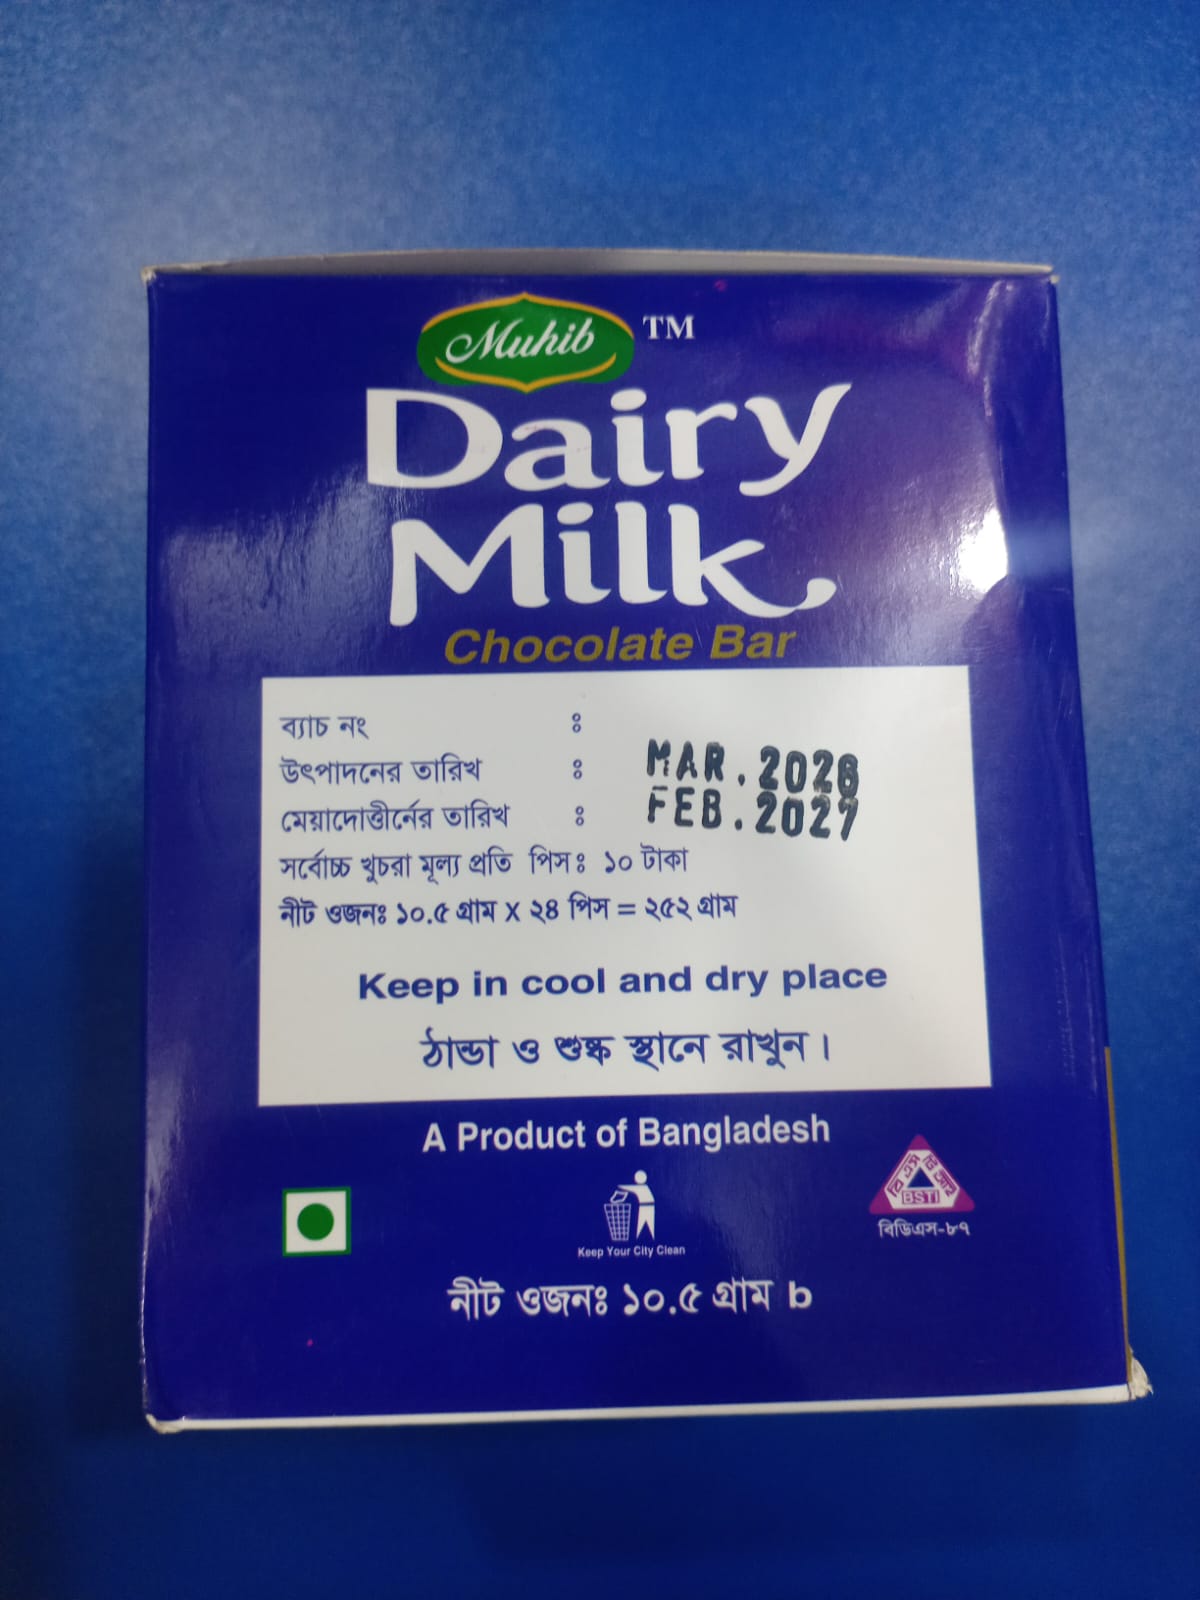 Muhib TM
Dairy
Milk
Chocolate Bar
ব্যাচ নং ঃ
উৎপাদনের তারিখ ঃ MAR. 2026
মেয়াদোত্তীর্নের তারিখ ঃ FEB. 2027
সর্বোচ্চ খুচরা মূল্য প্রতি পিসঃ ১০ টাকা
নীট ওজনঃ ১০.৫ গ্রাম X ২৪ পিস = ২৫২ গ্রাম
Keep in cool and dry place
ঠান্ডা ও শুষ্ক স্থানে রাখুন।
A Product of Bangladesh
বি এস টি আই
BSTI
বিডিএস-৮৭
Keep Your City Clean
নীট ওজনঃ ১০.৫ গ্রাম b